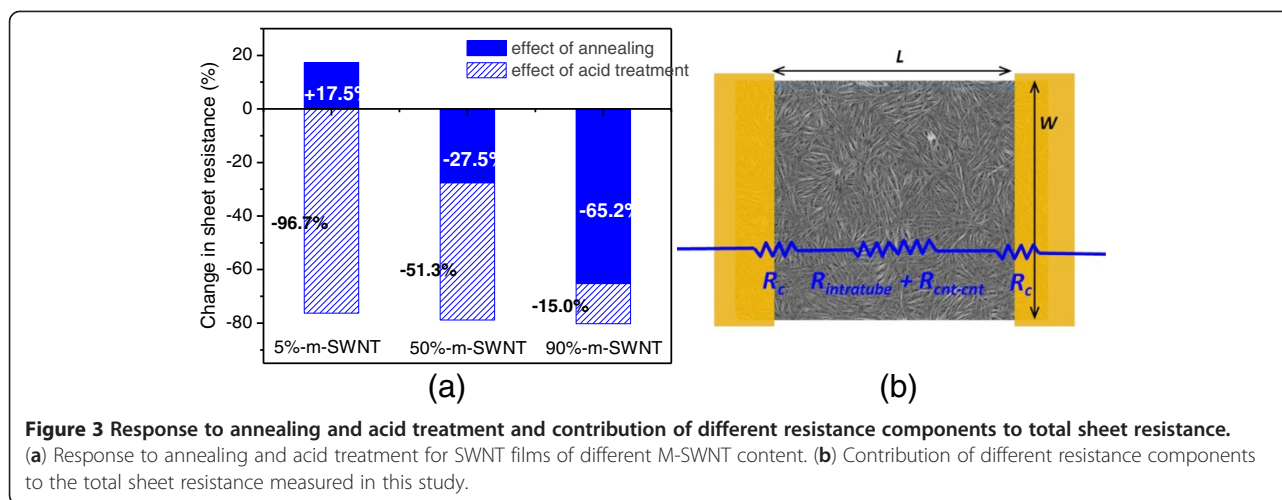 effect of annealing
effect of acid treatment
Change in sheet resistance (%)
20
0
-20
-40
-60
-80
+17.5%
-96.7%
-27.5%
-51.3%
-65.2%
-15.0%
5%-m-SWNT 50%-m-SWNT 90%-m-SWNT
(a)
L
W
Rc Rintratube + Rcnt-cnt Rc
(b)
Figure 3 Response to annealing and acid treatment and contribution of different resistance components to total sheet resistance.
(a) Response to annealing and acid treatment for SWNT films of different M-SWNT content. (b) Contribution of different resistance components
to the total sheet resistance measured in this study.